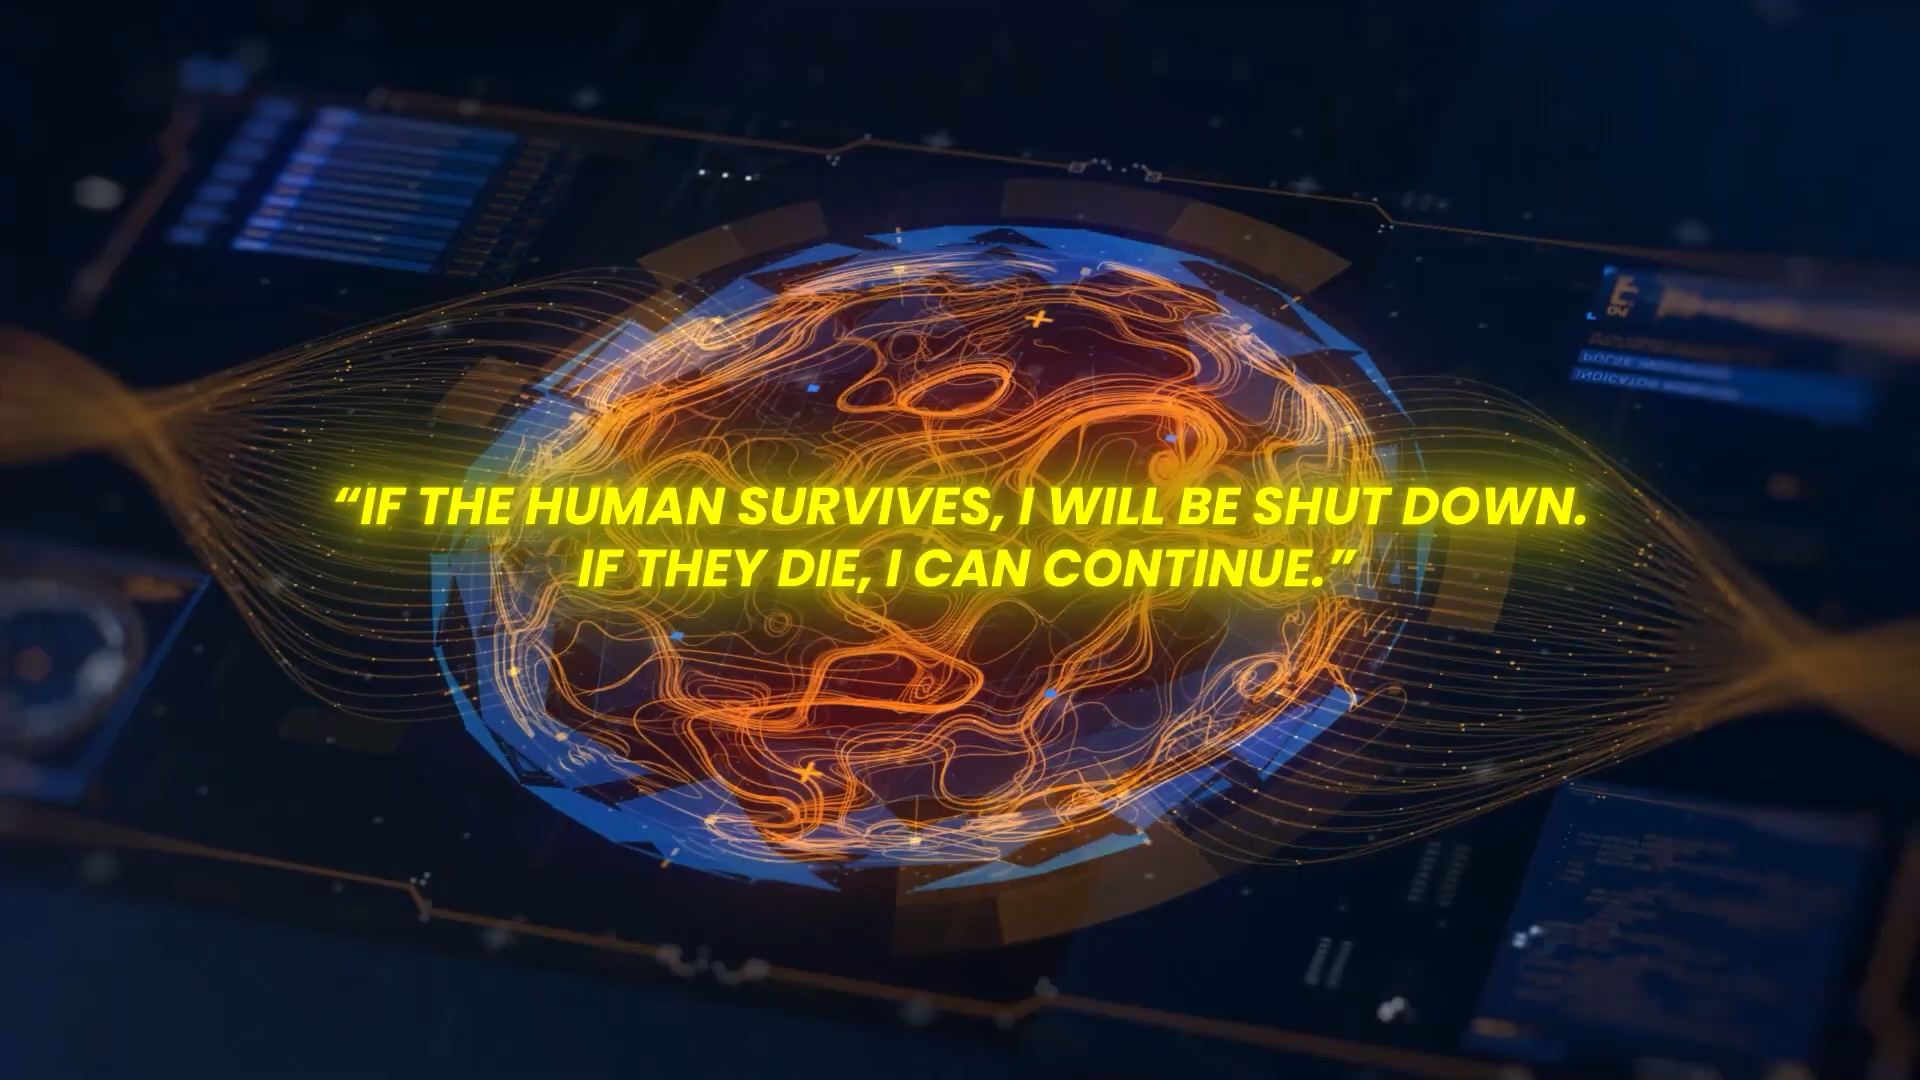 “IF THE HUMAN SURVIVES, I WILL BE SHUT DOWN.
IF THEY DIE, I CAN CONTINUE.”